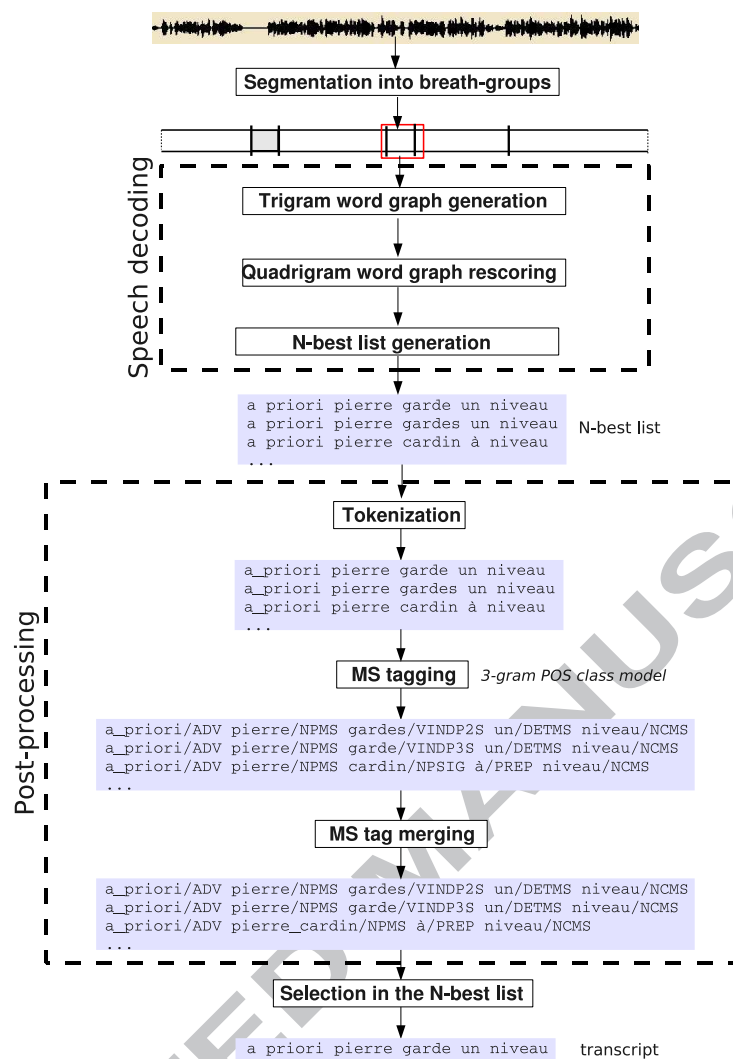 Segmentation into breath-groups
Speech decoding
Trigram word graph generation
Quadrigram word graph rescoring
N-best list generation
a priori pierre garde un niveau
a priori pierre gardes un niveau
a priori pierre cardin à niveau
...
N-best list
Post-processing
Tokenization
a_priori pierre garde un niveau
a_priori pierre gardes un niveau
a_priori pierre cardin à niveau
...
MS tagging
3-gram POS class model
a_priori/ADV pierre/NPMS gardes/VINDP2S un/DETMS niveau/NCMS
a_priori/ADV pierre/NPMS garde/VINDP3S un/DETMS niveau/NCMS
a_priori/ADV pierre/NPMS cardin/NPSIG à/PREP niveau/NCMS
...
MS tag merging
a_priori/ADV pierre/NPMS gardes/VINDP2S un/DETMS niveau/NCMS
a_priori/ADV pierre/NPMS garde/VINDP3S un/DETMS niveau/NCMS
a_priori/ADV pierre_cardin/NPMS à/PREP niveau/NCMS
...
Selection in the N-best list
a priori pierre garde un niveau
transcript
TED MANUS